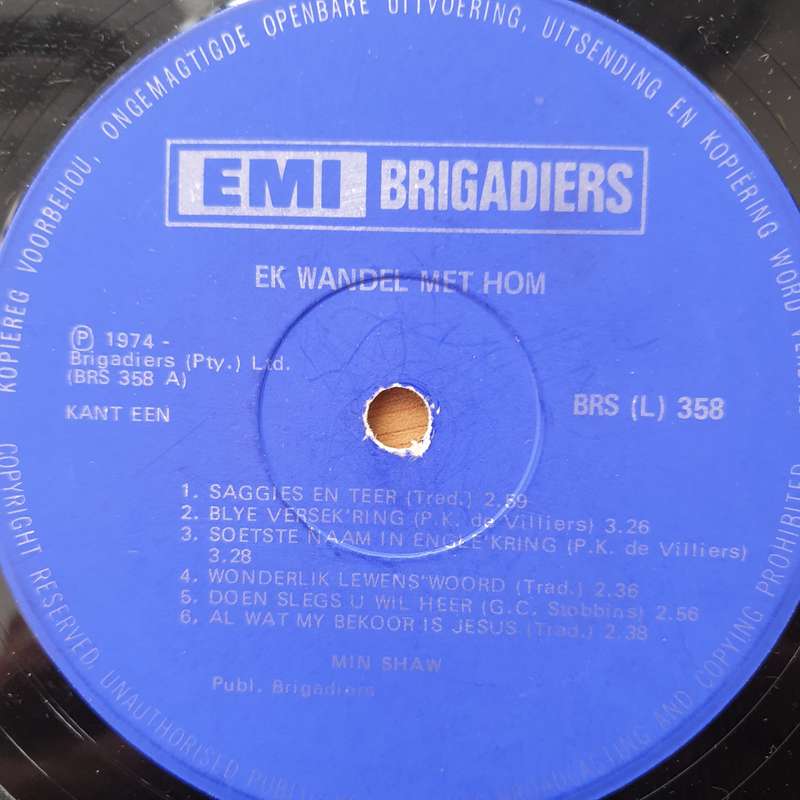 KOPIEREG VOORBEHOU, ONGEMAGTIGDE OPENBARE UITVOERING, UITSENDING EN KOPIËRING WORD
EMI BRIGADIERS
EK WANDEL MET HOM
Ⓟ 1974 -
Brigadiers (Pty.) Ltd.
(BRS 358 A)
KANT EEN
BRS (L) 358
1. SAGGIES EN TEER (Trad.) 2.59
2. BLYE VERSEK'RING (P.K. de Villiers) 3.26
3. SOETSTE NAAM IN ENGLE'KRING (P.K. de Villiers)
3.28
4. WONDERLIK LEWENS'WOORD (Trad.) 2.36
5. DOEN SLEGS U WIL HEER (G.C. Stobbins) 2.56
6. AL WAT MY BEKOOR IS JESUS (Trad.) 2.38
MIN SHAW
Publ. Brigadiers
COPYRIGHT RESERVED, UNAUTHORISED AND COPYING PROHIBITED